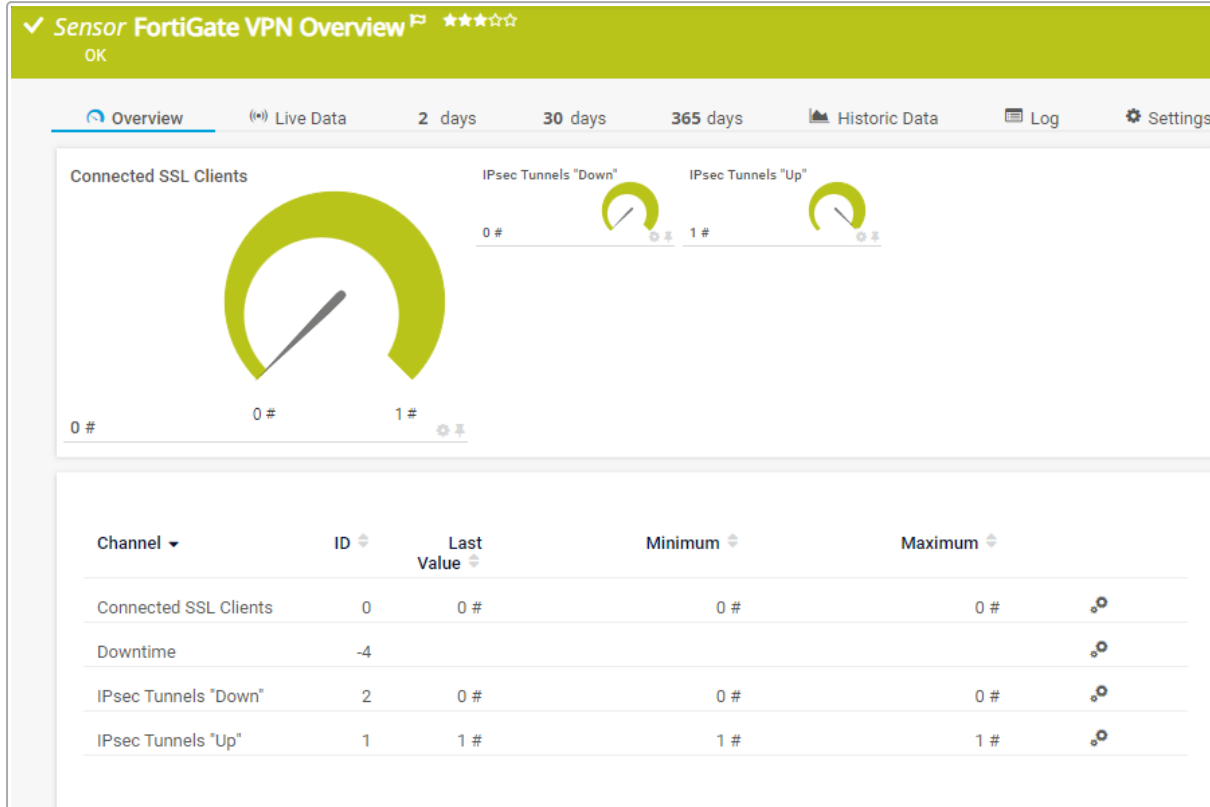 Sensor FortiGate VPN Overview
OK
Overview Live Data 2 days 30 days 365 days Historic Data Log Settings
Connected SSL Clients
0 #
1 #
0 #
IPsec Tunnels "Down"
0 #
IPsec Tunnels "Up"
1 #
Channel ID Last Value Minimum Maximum
Connected SSL Clients 0 0 # 0 # 0 #
Downtime -4
IPsec Tunnels "Down" 2 0 # 0 # 0 #
IPsec Tunnels "Up" 1 1 # 1 # 1 #